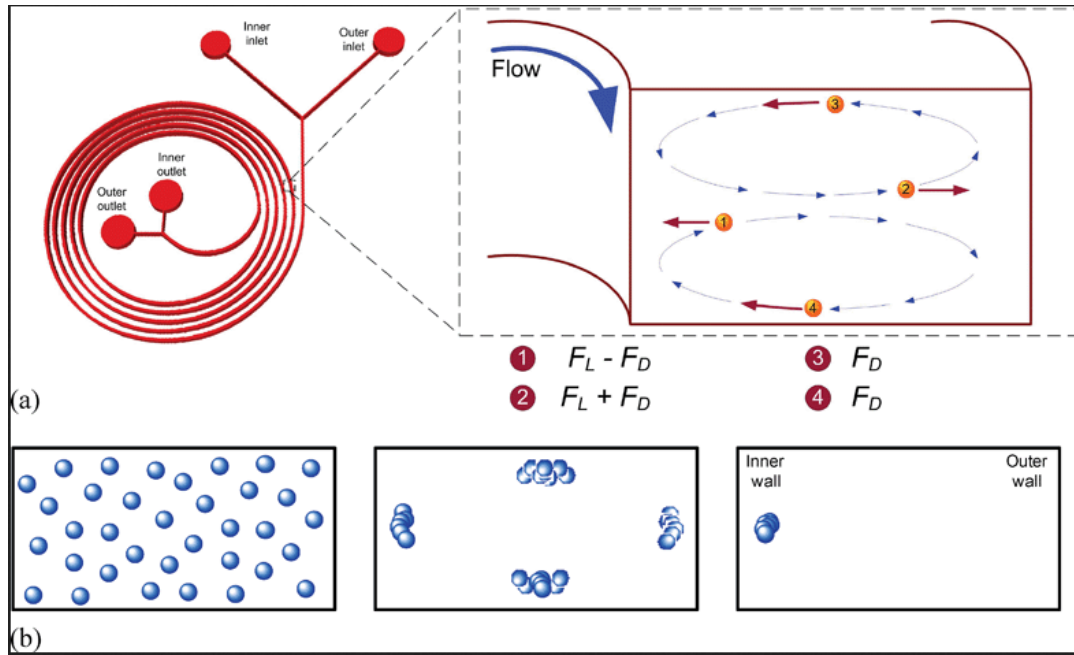 Inner
inlet
Outer
inlet
Inner
outlet
Outer
outlet
Flow
3
2
1
4
1 F_L - F_D
3 F_D
2 F_L + F_D
4 F_D
(a)
Inner
wall
Outer
wall
(b)